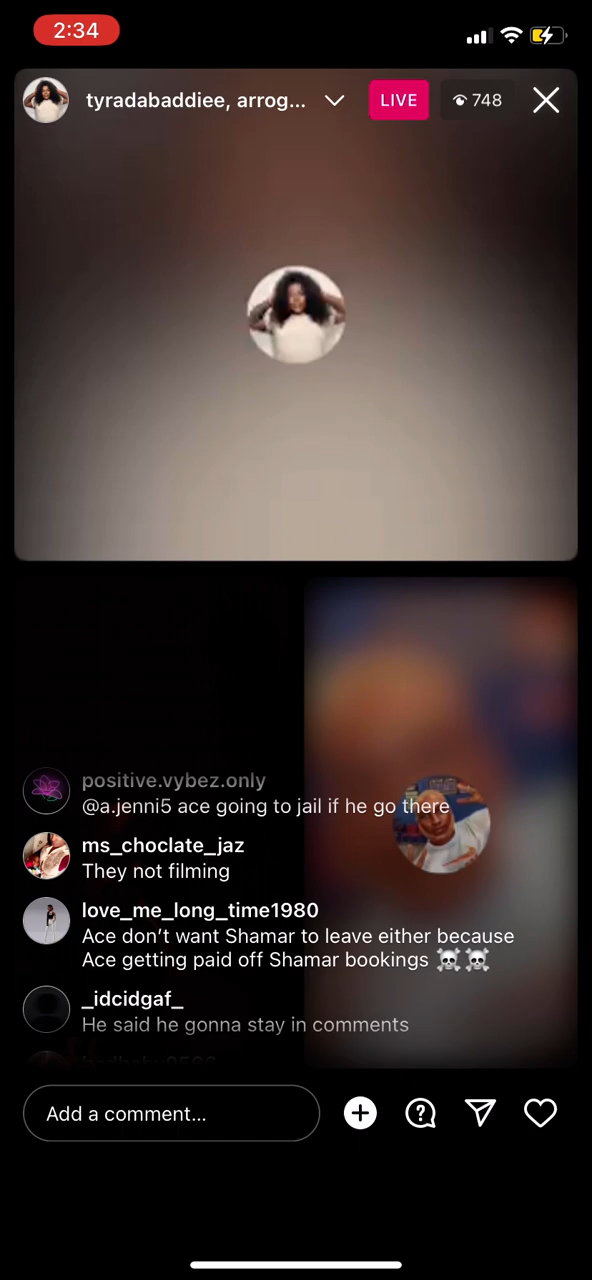 2:34
tyradabaddiee, arrog...
LIVE
748
positive.vybez.only
@a.jenni5 ace going to jail if he go there
ms_choclate_jaz
They not filming
love_me_long_time1980
Ace don’t want Shamar to leave either because
Ace getting paid off Shamar bookings ☠️☠️
_idcidgaf_
He said he gonna stay in comments
Add a comment...